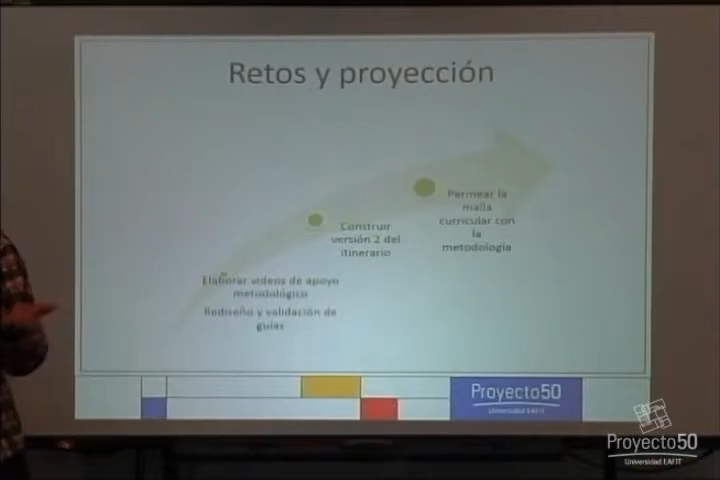 Retos y proyección
Permear la
malla
curricular con
la
metodología
Construir
versión 2 del
itinerario
Elaborar videos de apoyo
metodológico
Rediseño y validación de
guías
Proyecto50
Universidad EAFIT
Proyecto50
Universidad EAFIT